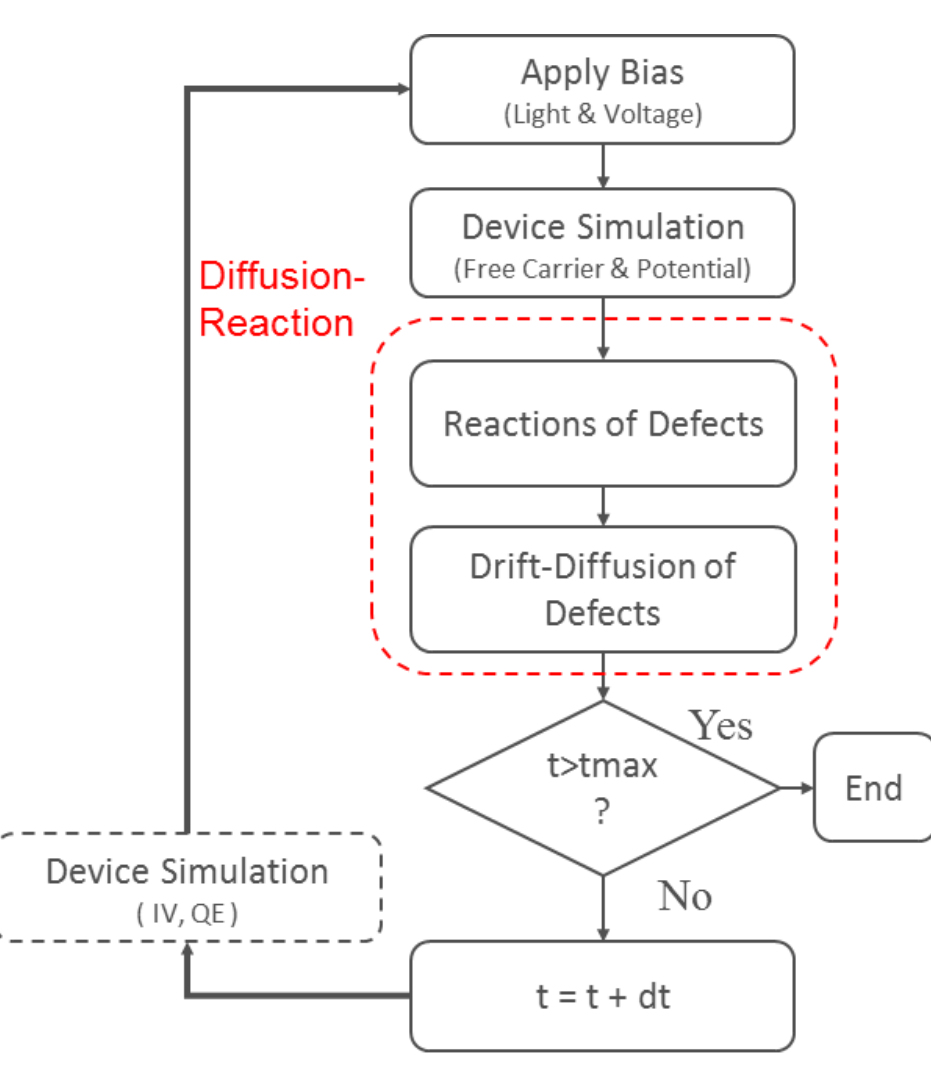 Apply Bias
(Light & Voltage)
Device Simulation
(Free Carrier & Potential)
Diffusion-
Reaction
Reactions of Defects
Drift-Diffusion of
Defects
Yes
t>tmax
?
End
No
Device Simulation
( IV, QE )
t = t + dt